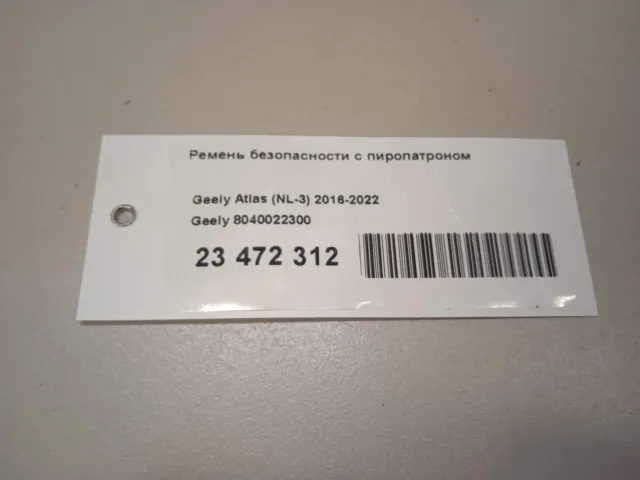 Ремень безопасности с пиропатроном
Geely Atlas (NL-3) 2016-2022
Geely 8040022300
23 472 312